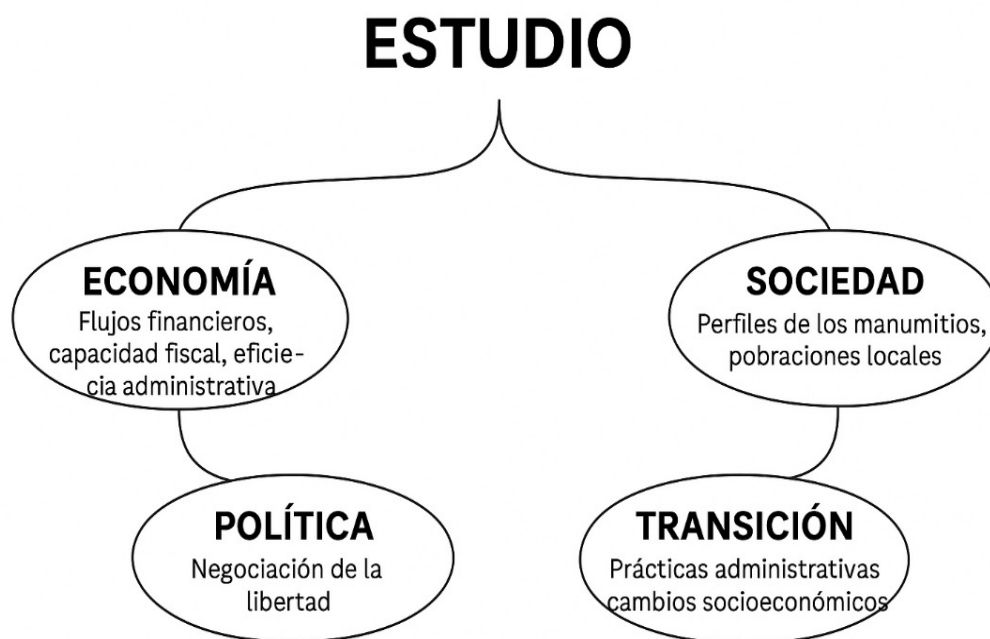 ESTUDIO
ECONOMÍA
Flujos financieros,
capacidad fiscal, eficie-
cia administrativa
SOCIEDAD
Perfiles de los manumitios,
pobraciones locales
POLÍTICA
Negociación de la
libertad
TRANSICIÓN
Prácticas administrativas
cambios socioeconómicos